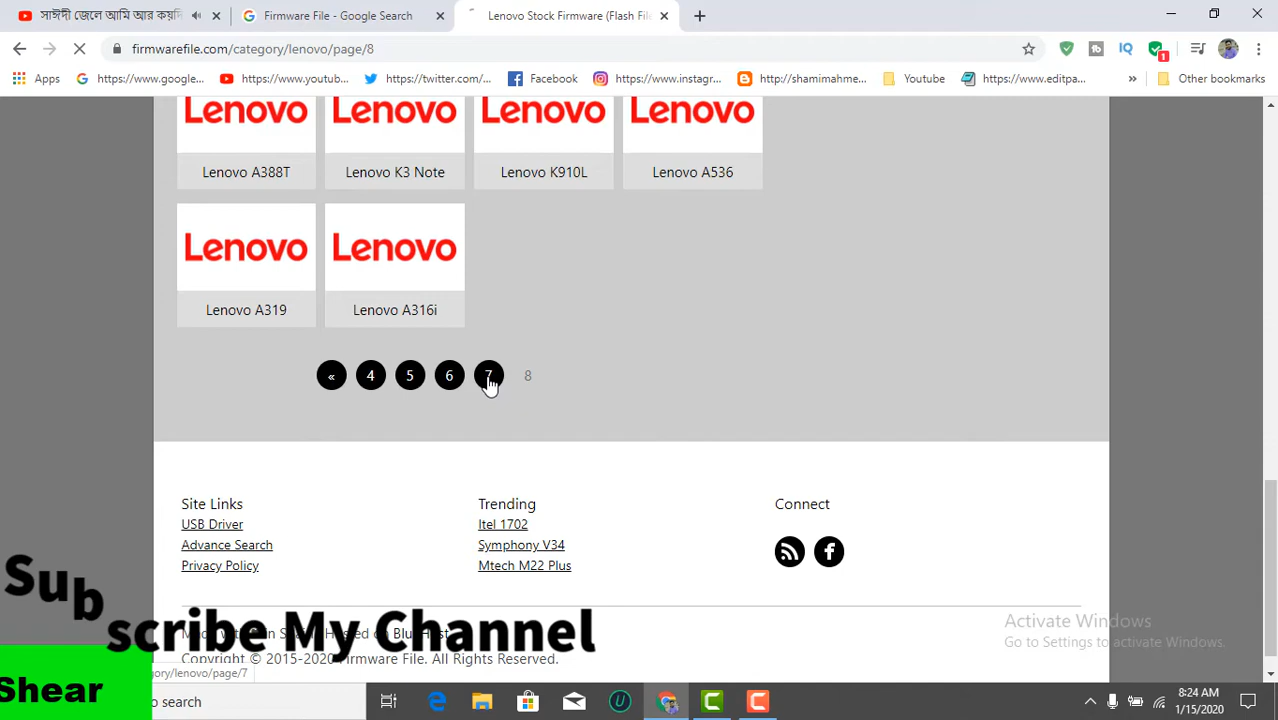 সাঈদী জেলে আমি আর কয়দি
Firmware File - Google Search
Lenovo Stock Firmware (Flash File
firmwarefile.com/category/lenovo/page/8
Apps
https://www.google...
https://www.youtub...
https://twitter.com/...
Facebook
https://www.instagr...
http://shamimahme...
Youtube
https://www.editpa...
»
Other bookmarks
Lenovo Lenovo Lenovo Lenovo
Lenovo A388T Lenovo K3 Note Lenovo K910L Lenovo A536
Lenovo Lenovo
Lenovo A319 Lenovo A316i
« 4 5 6 7 8
Site Links
USB Driver
Advance Search
Privacy Policy
Trending
Itel 1702
Symphony V34
Mtech M22 Plus
Connect
Subscribe My Channel
Copyright © 2015-2020 Firmware File. All Rights Reserved.
gory/lenovo/page/7
Shear
Activate Windows
Go to Settings to activate Windows.
o search
8:24 AM
1/15/2020